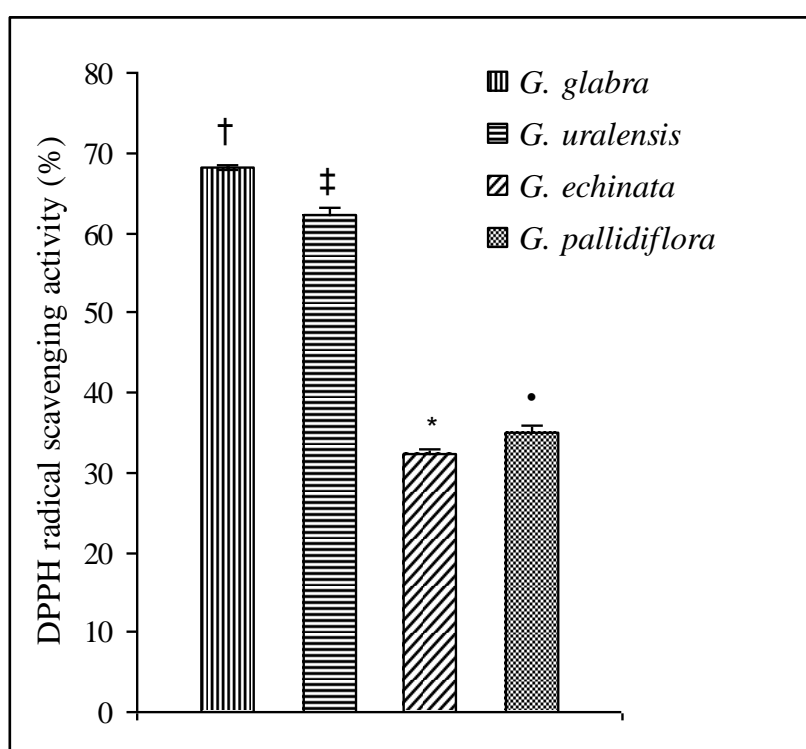 DPPH radical scavenging activity (%)
80
70
60
50
40
30
20
10
0
†
‡
*
•
G. glabra
G. uralensis
G. echinata
G. pallidiflora